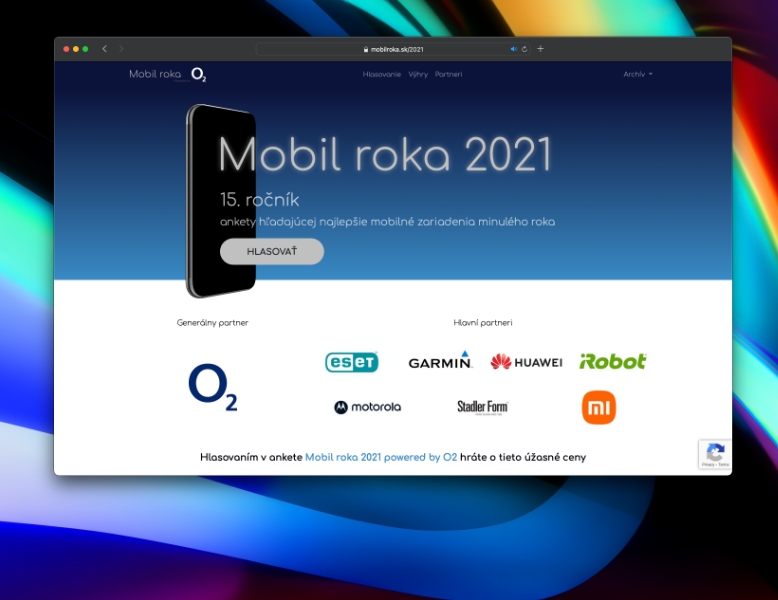 mobilroka.sk/2021
Mobil roka O2
Hlasovanie Výhry Partneri
Archív
Mobil roka 2021
15. ročník
ankety hľadajúcej najlepšie mobilné zariadenia minulého roka
HLASOVAŤ
Generálny partner
Hlavní partneri
O2
eset GARMIN HUAWEI iRobot
motorola Stadler Form mi
Hlasovaním v ankete Mobil roka 2021 powered by O2 hráte o tieto úžasné ceny
Privacy - Terms